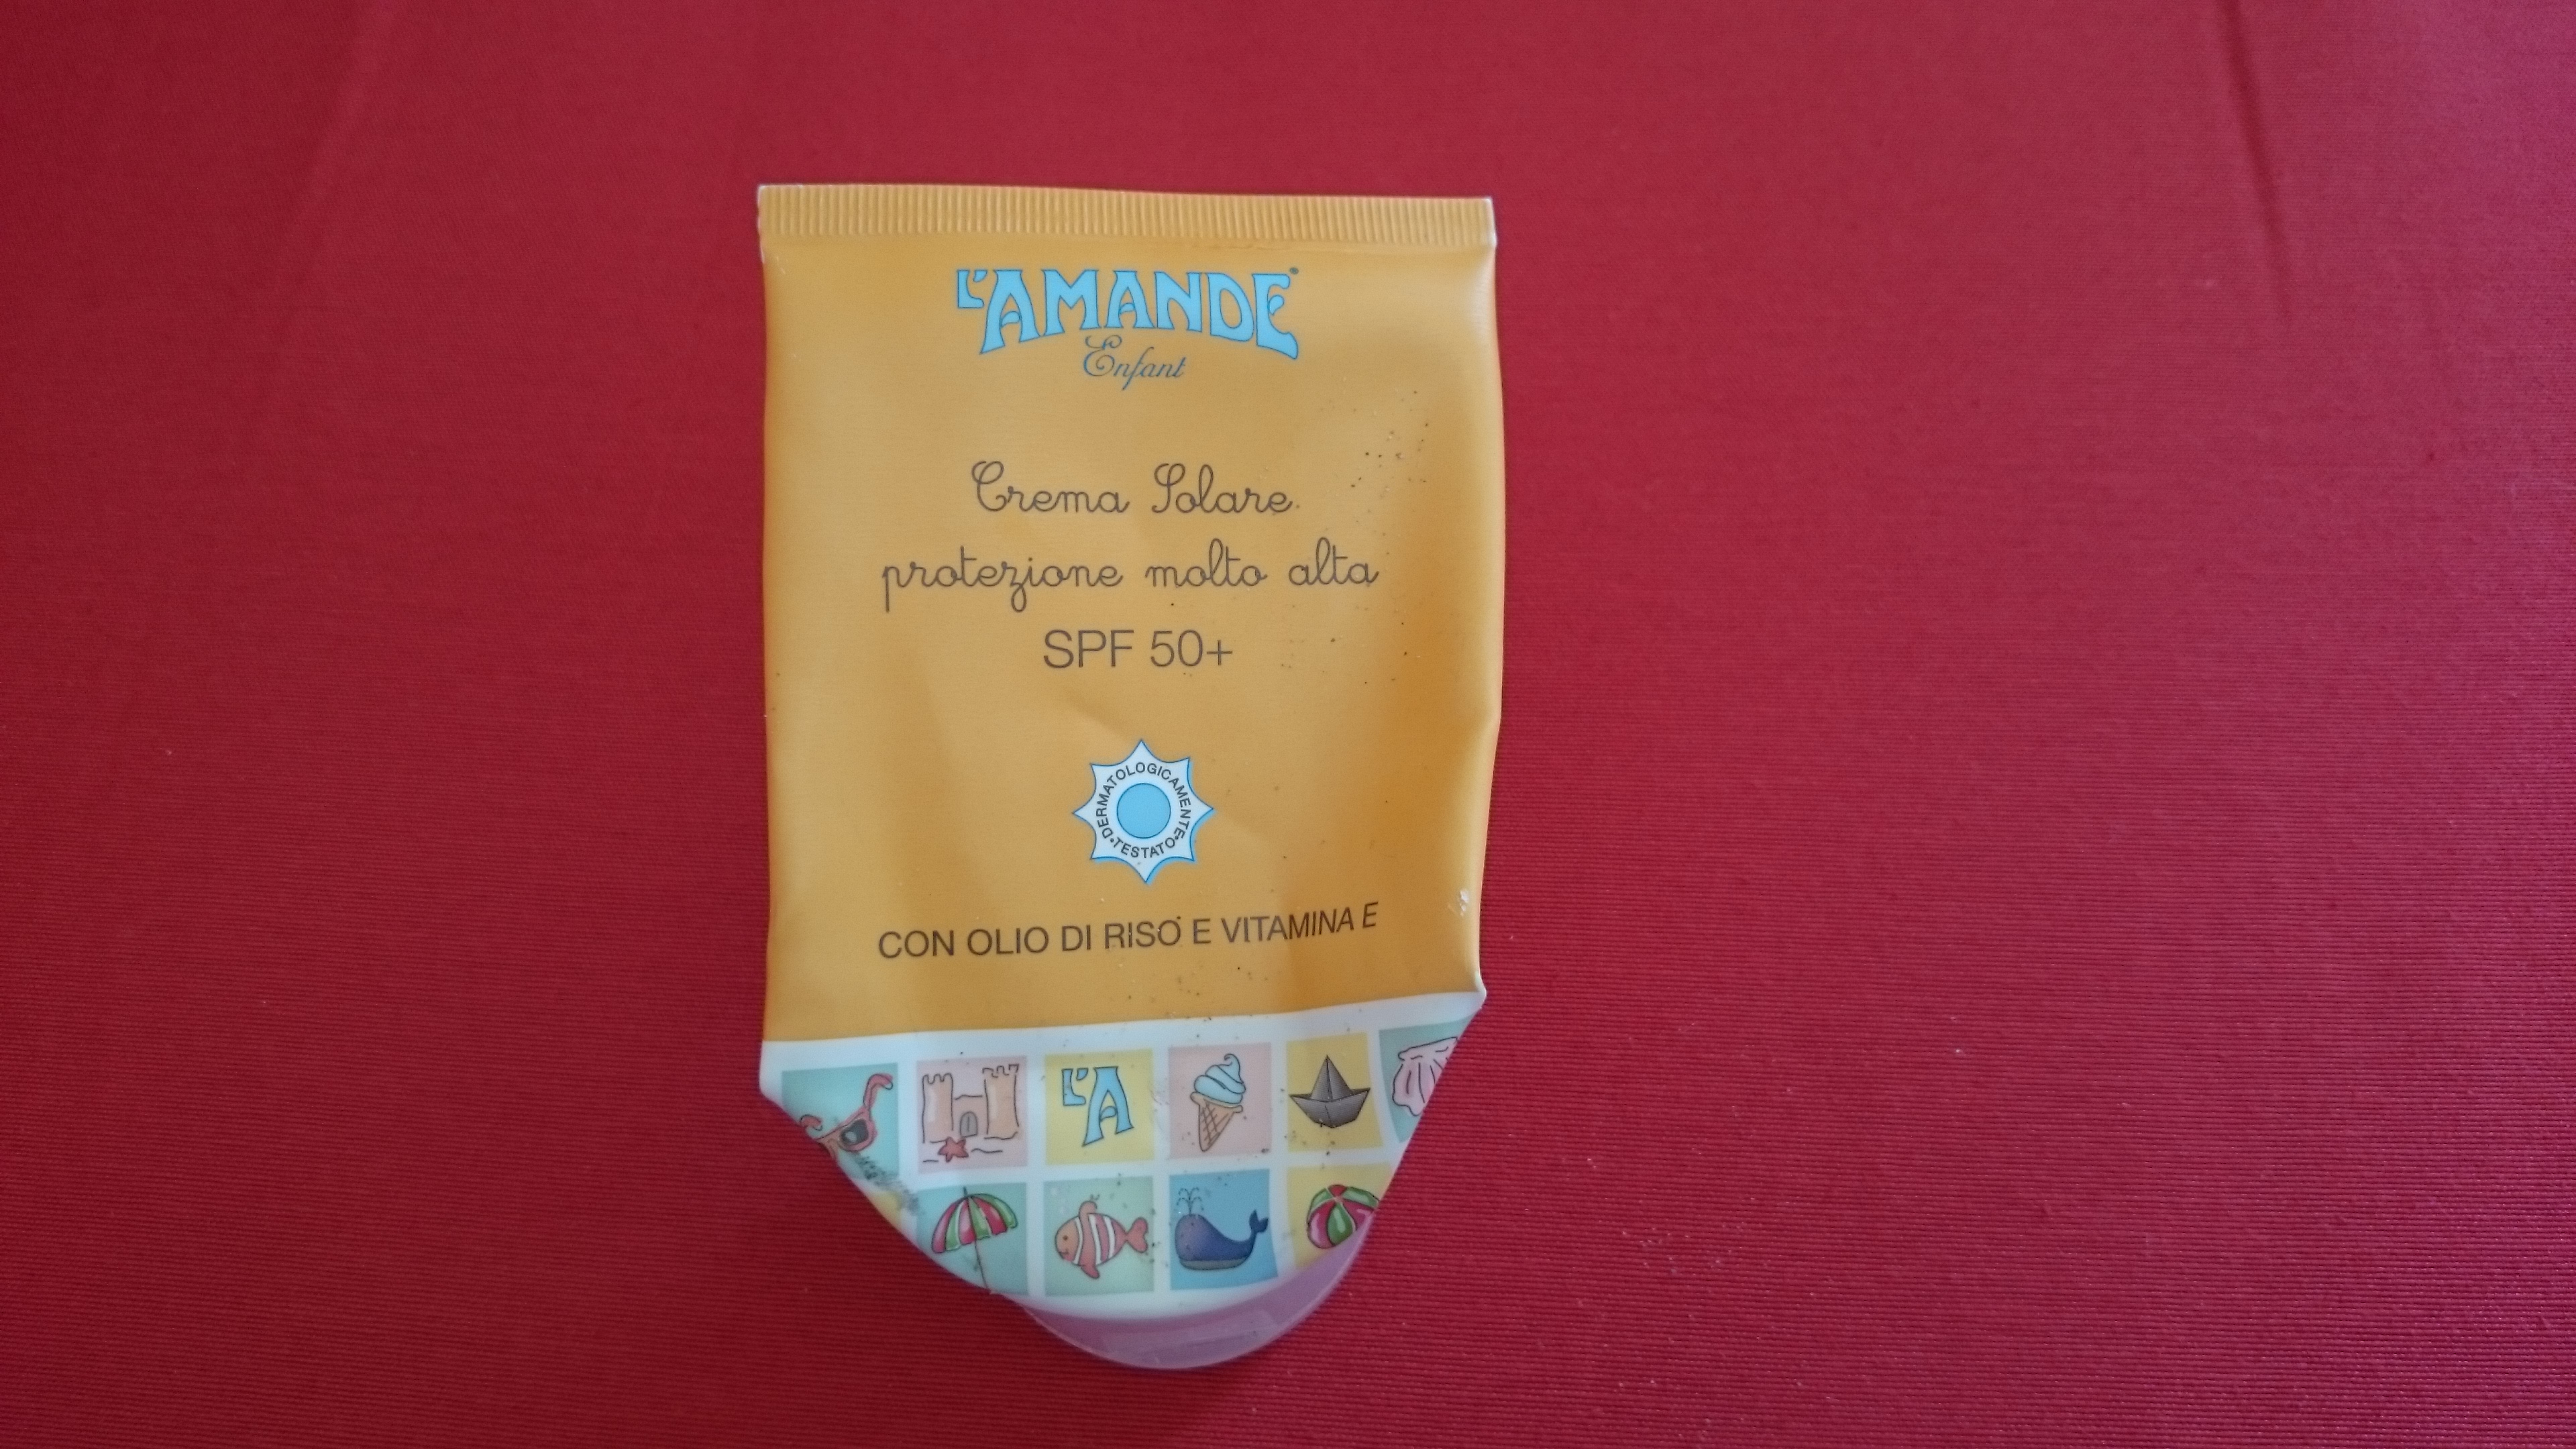 L'AMANDE®
Enfant
Crema Solare
protezione molto alta
SPF 50+
DERMATOLOGICAMENTE
TESTATO
CON OLIO DI RISO E VITAMINA E
L'A